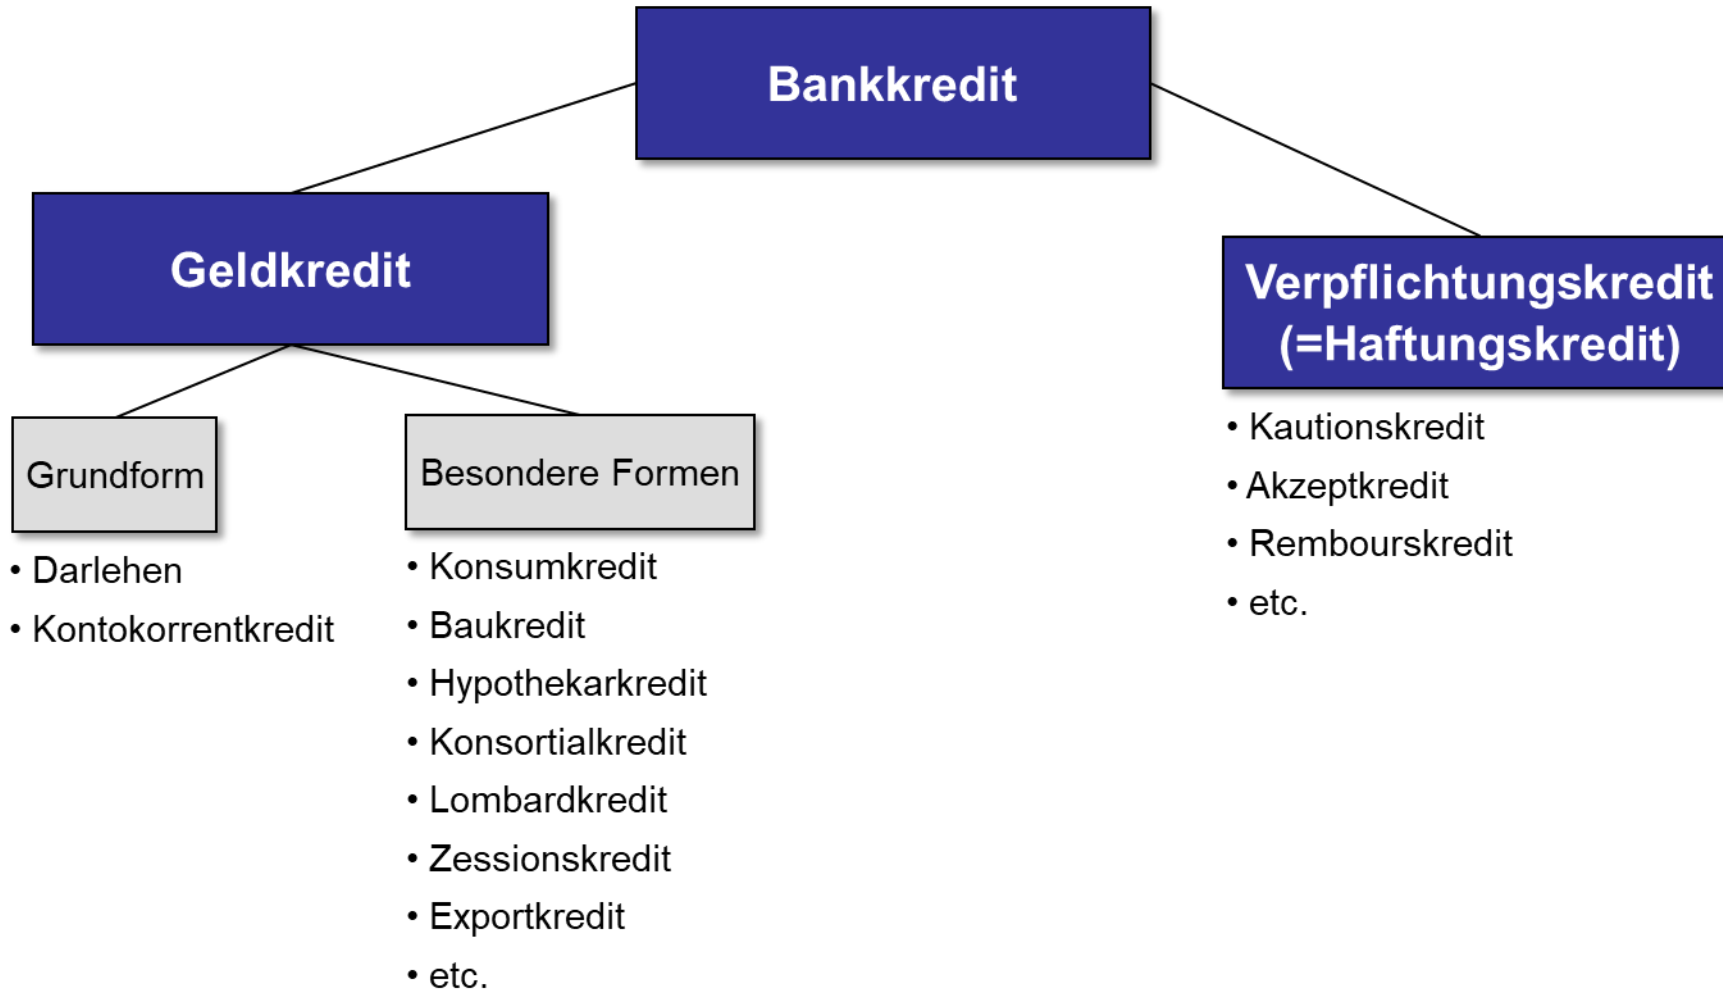 Bankkredit
Geldkredit
Verpflichtungskredit
(=Haftungskredit)
Grundform
• Darlehen
• Kontokorrentkredit
Besondere Formen
• Konsumkredit
• Baukredit
• Hypothekarkredit
• Konsortialkredit
• Lombardkredit
• Zessionskredit
• Exportkredit
• etc.
• Kautionskredit
• Akzeptkredit
• Rembourskredit
• etc.